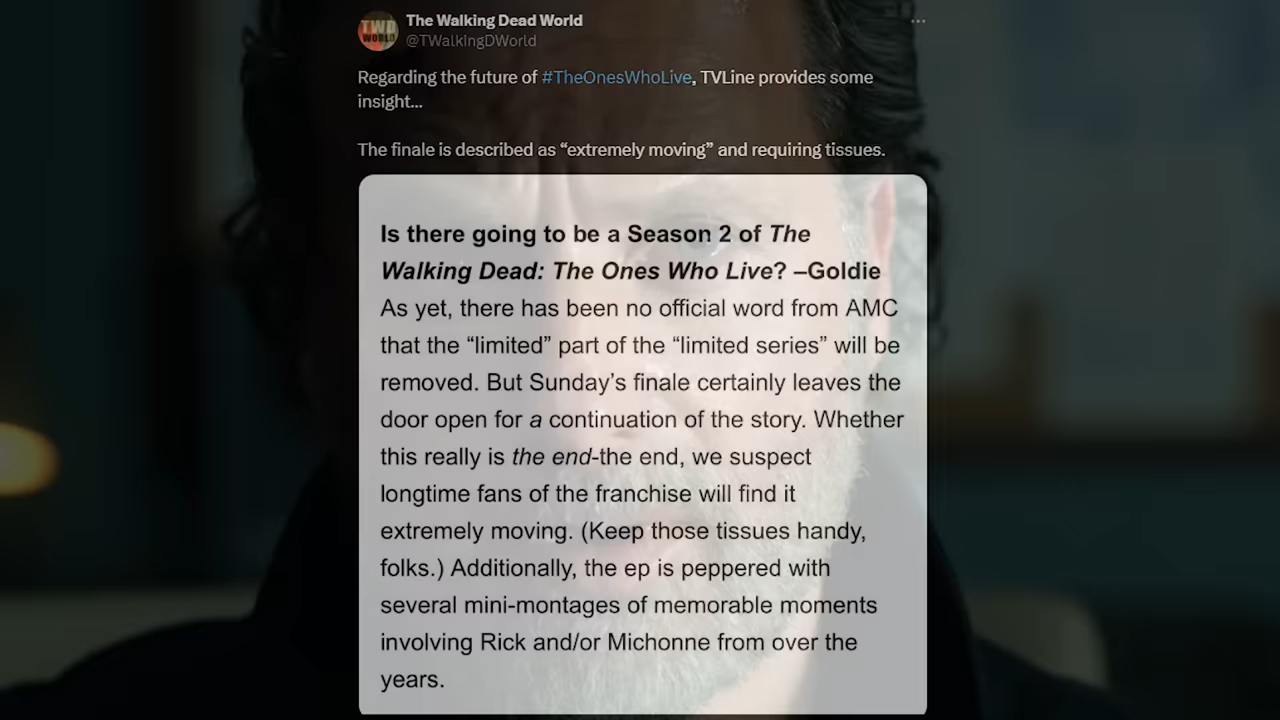 TWD
WORLD
The Walking Dead World
@TWalkingDWorld
...
Regarding the future of #TheOnesWhoLive, TVLine provides some
insight...
The finale is described as “extremely moving” and requiring tissues.
Is there going to be a Season 2 of The
Walking Dead: The Ones Who Live? –Goldie
As yet, there has been no official word from AMC
that the “limited” part of the “limited series” will be
removed. But Sunday’s finale certainly leaves the
door open for a continuation of the story. Whether
this really is the end-the end, we suspect
longtime fans of the franchise will find it
extremely moving. (Keep those tissues handy,
folks.) Additionally, the ep is peppered with
several mini-montages of memorable moments
involving Rick and/or Michonne from over the
years.